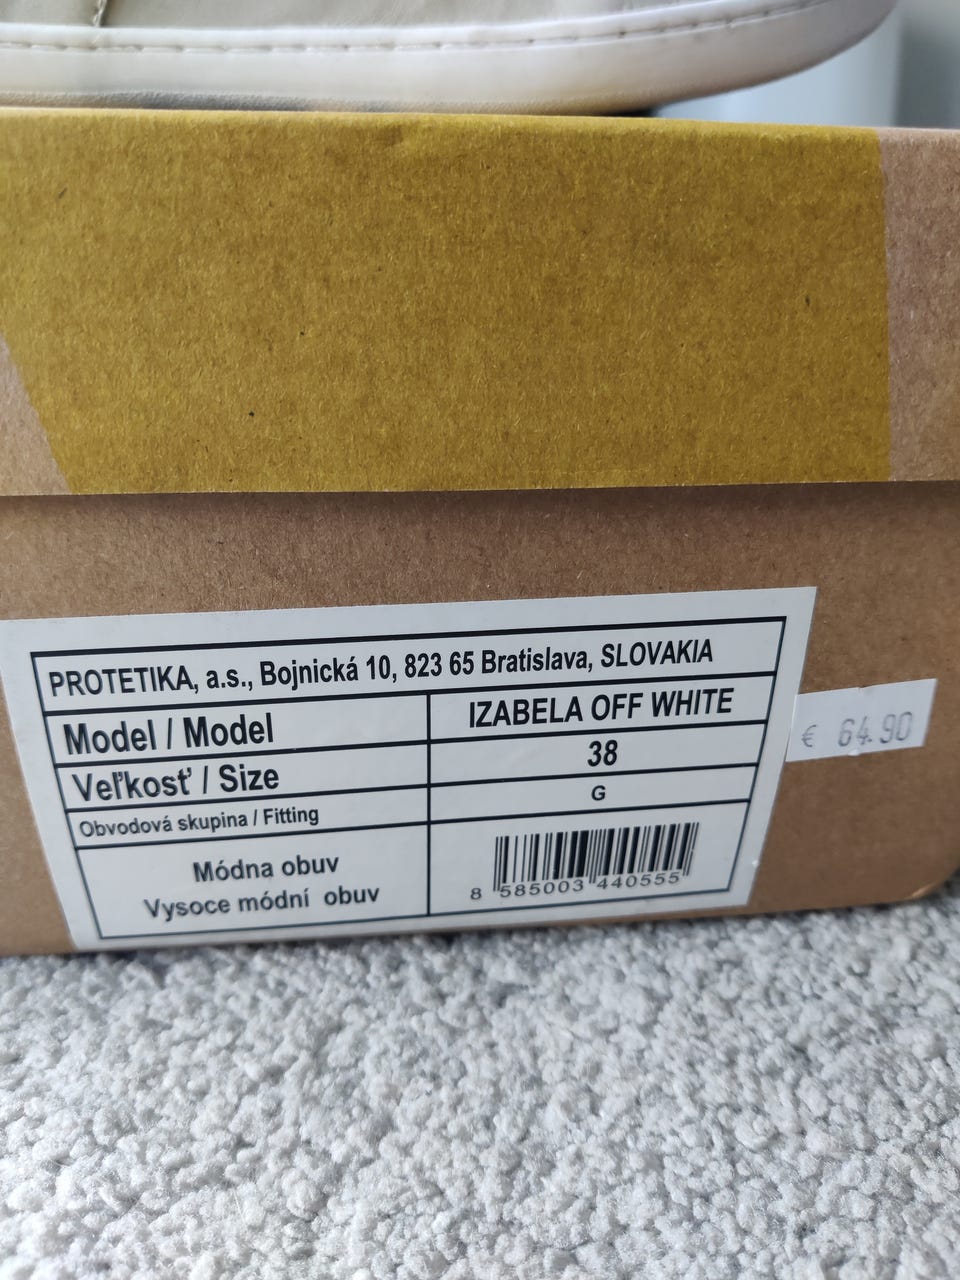 PROTETIKA, a.s., Bojnická 10, 823 65 Bratislava, SLOVAKIA
Model / Model IZABELA OFF WHITE
Veľkosť / Size 38
Obvodová skupina / Fitting G
Módna obuv
Vysoce módní obuv
8 585003 440555
€ 64.90